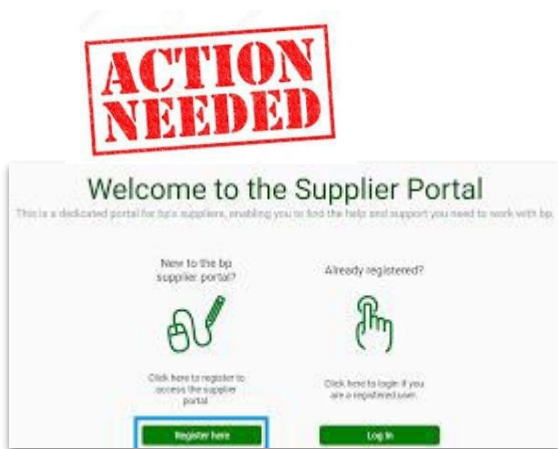 ACTION
NEEDED
Welcome to the Supplier Portal
This is a dedicated portal for bp's suppliers, enabling you to find the help and support you need to work with bp.
New to the bp
supplier portal?
Already registered?
Click here to register to
access the supplier
portal
Click here to login if you
are a registered user.
Register here
Log In